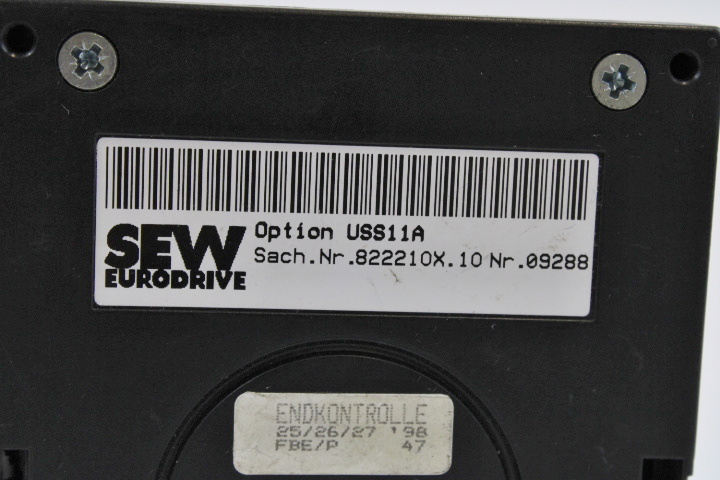 SEW
EURODRIVE
Option USS11A
Sach.Nr.822210X.10 Nr.09288
ENDKONTROLLE
25/26/27 '98
FBE/P 47